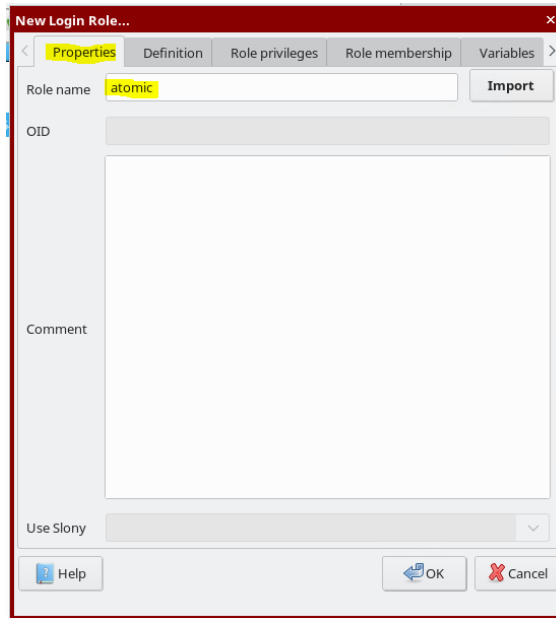 New Login Role...
Properties Definition Role privileges Role membership Variables
Role name atomic Import
OID
Comment
Use Slony
Help OK Cancel